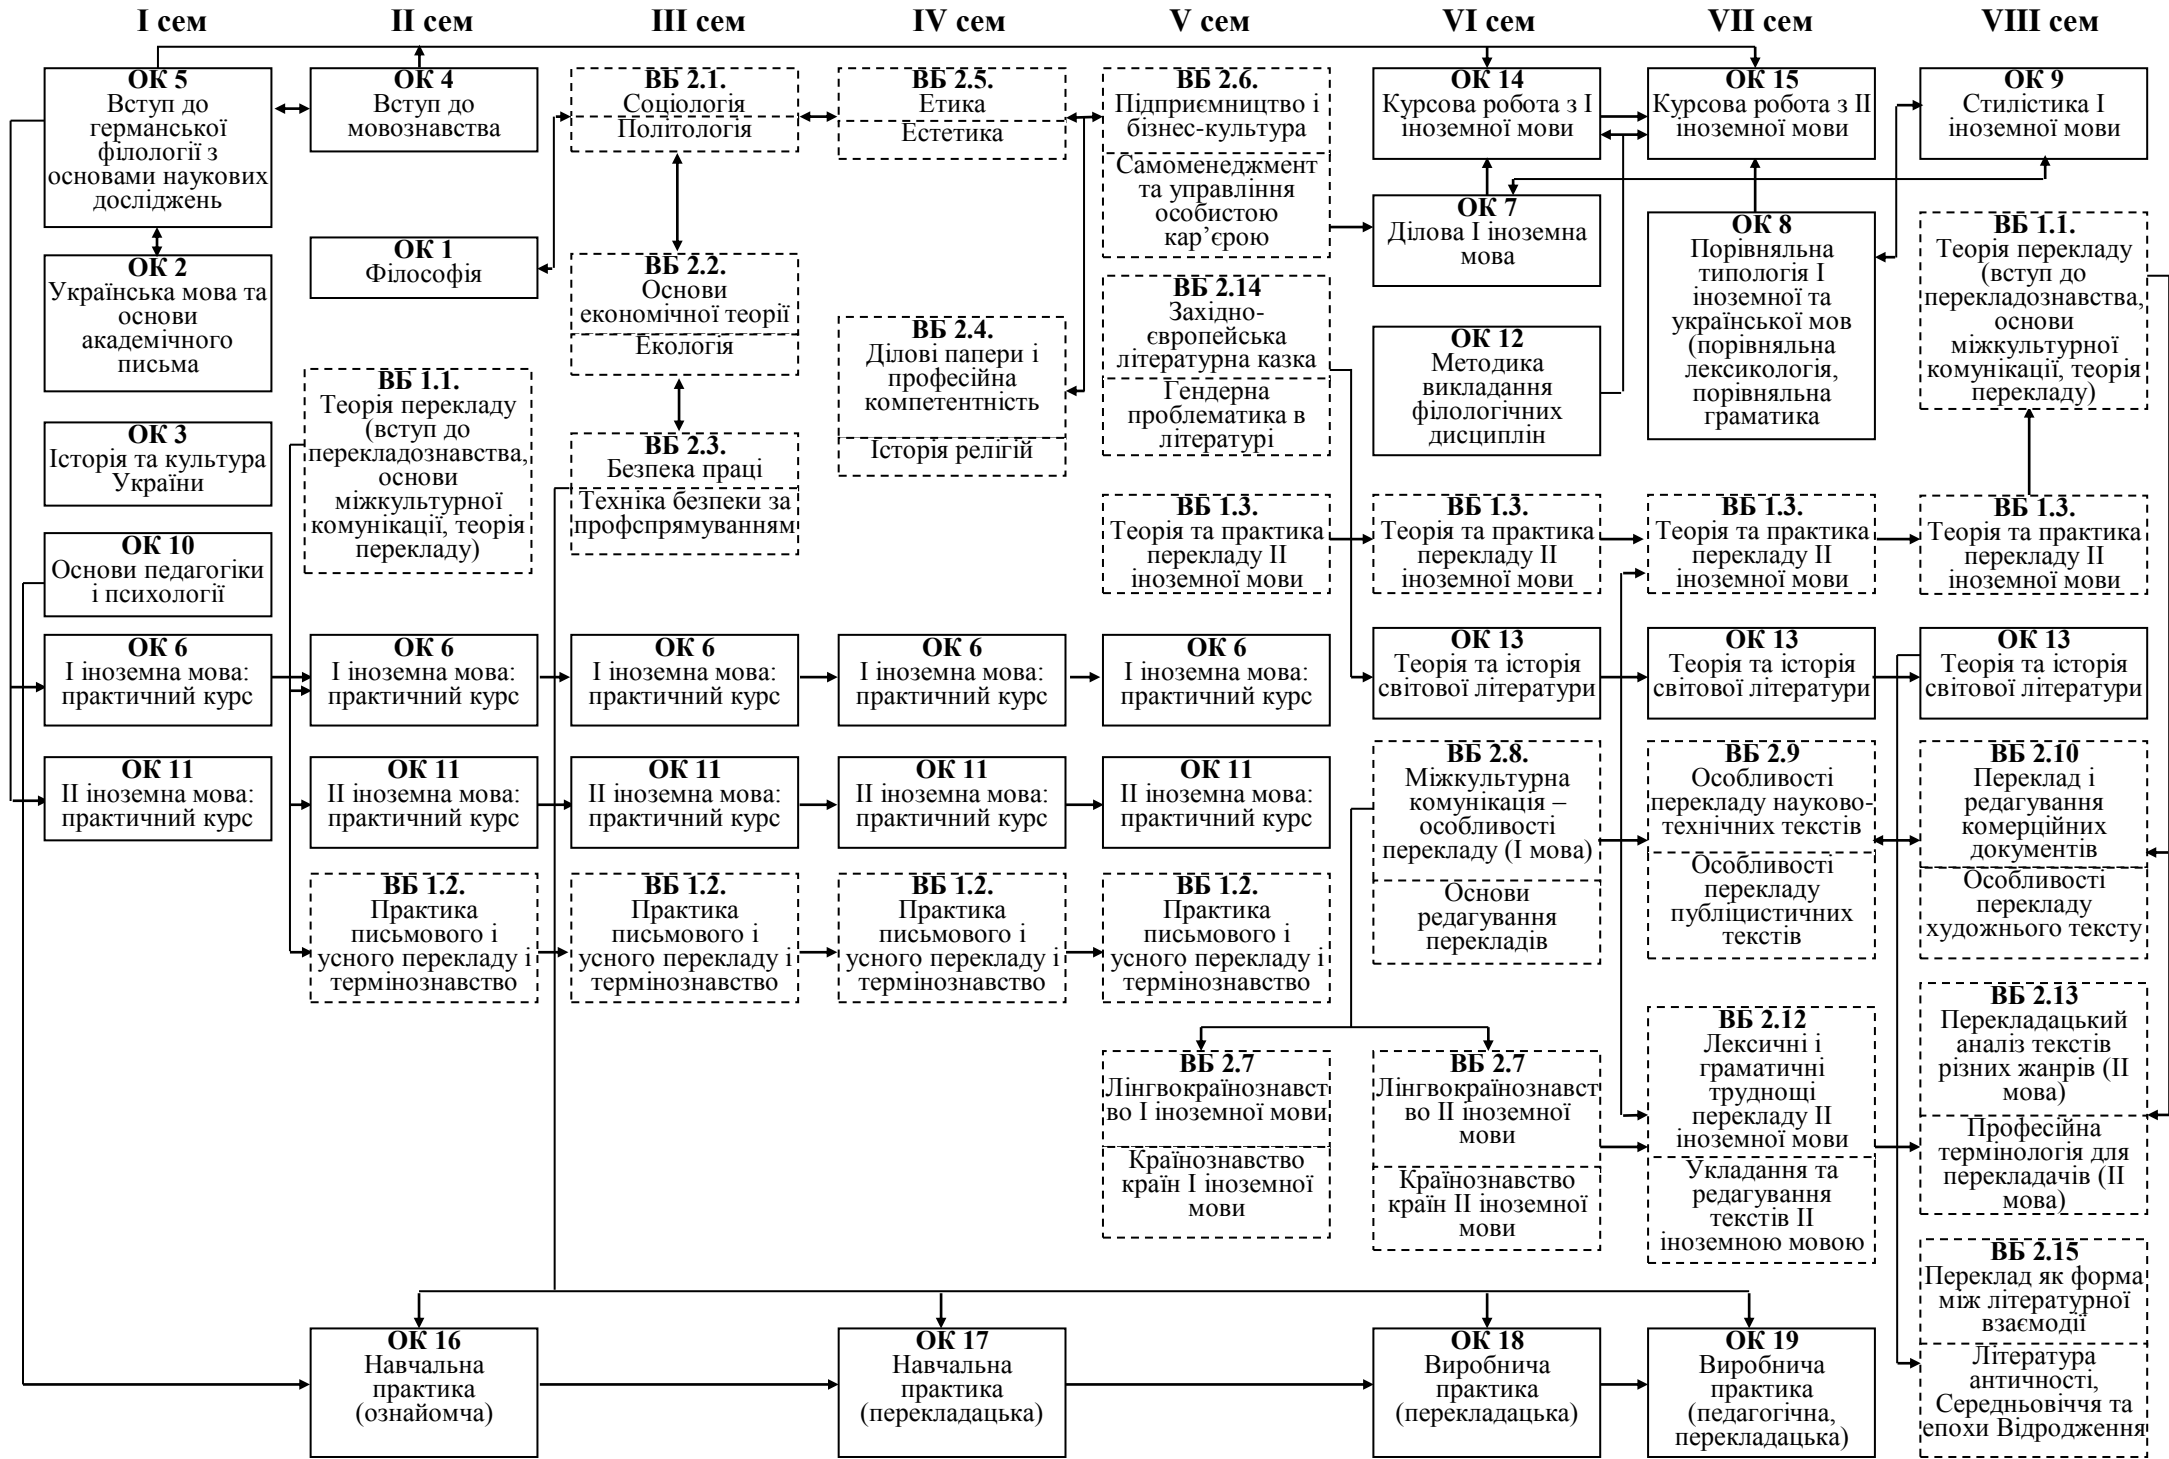 I сем
II сем
III сем
IV сем
V сем
VI сем
VII сем
VIII сем
ОК 5
Вступ до
германської
філології з
основами наукових
досліджень
ОК 2
Українська мова та
основи
академічного
письма
ОК 3
Історія та культура
України
ОК 10
Основи педагогіки
і психології
ОК 6
І іноземна мова:
практичний курс
ОК 11
ІІ іноземна мова:
практичний курс
ОК 4
Вступ до
мовознавства
ОК 1
Філософія
ВБ 1.1.
Теорія перекладу
(вступ до
перекладознавства,
основи
міжкультурної
комунікації, теорія
перекладу)
ОК 6
І іноземна мова:
практичний курс
ОК 11
ІІ іноземна мова:
практичний курс
ВБ 1.2.
Практика
письмового і
усного перекладу і
термінознавство
ОК 16
Навчальна
практика
(ознайомча)
ВБ 2.1.
Соціологія
Політологія
ВБ 2.2.
Основи
економічної теорії
Екологія
ВБ 2.3.
Безпека праці
Техніка безпеки за
профспрямуванням
ОК 6
І іноземна мова:
практичний курс
ОК 11
ІІ іноземна мова:
практичний курс
ВБ 1.2.
Практика
письмового і
усного перекладу і
термінознавство
ВБ 2.5.
Етика
Естетика
ВБ 2.4.
Ділові папери і
професійна
компетентність
Історія релігій
ОК 6
І іноземна мова:
практичний курс
ОК 11
ІІ іноземна мова:
практичний курс
ВБ 1.2.
Практика
письмового і
усного перекладу і
термінознавство
ОК 17
Навчальна
практика
(перекладацька)
ВБ 2.6.
Підприємництво і
бізнес-культура
Самоменеджмент
та управління
особистою
кар’єрою
ВБ 2.14
Західно-
європейська
літературна казка
Гендерна
проблематика в
літературі
ВБ 1.3.
Теорія та практика
перекладу ІІ
іноземної мови
ОК 6
І іноземна мова:
практичний курс
ОК 11
ІІ іноземна мова:
практичний курс
ВБ 1.2.
Практика
письмового і
усного перекладу і
термінознавство
ВБ 2.7
Лінгвокраїнознавст
во І іноземної мови
Країнознавство
країн І іноземної
мови
ОК 14
Курсова робота з І
іноземної мови
ОК 7
Ділова І іноземна
мова
ОК 12
Методика
викладання
філологічних
дисциплін
ВБ 1.3.
Теорія та практика
перекладу ІІ
іноземної мови
ОК 13
Теорія та історія
світової літератури
ВБ 2.8.
Міжкультурна
комунікація –
особливості
перекладу (І мова)
Основи
редагування
перекладів
ВБ 2.7
Лінгвокраїнознавст
во ІІ іноземної
мови
Країнознавство
країн ІІ іноземної
мови
ОК 18
Виробнича
практика
(перекладацька)
ОК 15
Курсова робота з ІІ
іноземної мови
ОК 8
Порівняльна
типологія І
іноземної та
української мов
(порівняльна
лексикологія,
порівняльна
граматика
ВБ 1.3.
Теорія та практика
перекладу ІІ
іноземної мови
ОК 13
Теорія та історія
світової літератури
ВБ 2.9
Особливості
перекладу науково-
технічних текстів
Особливості
перекладу
публіцистичних
текстів
ВБ 2.12
Лексичні і
граматичні
труднощі
перекладу ІІ
іноземної мови
Укладання та
редагування
текстів ІІ
іноземною мовою
ОК 19
Виробнича
практика
(педагогічна,
перекладацька)
ОК 9
Стилістика І
іноземної мови
ВБ 1.1.
Теорія перекладу
(вступ до
перекладознавства,
основи
міжкультурної
комунікації, теорія
перекладу)
ВБ 1.3.
Теорія та практика
перекладу ІІ
іноземної мови
ОК 13
Теорія та історія
світової літератури
ВБ 2.10
Переклад і
редагування
комерційних
документів
Особливості
перекладу
художнього тексту
ВБ 2.13
Перекладацький
аналіз текстів
різних жанрів (ІІ
мова)
Професійна
термінологія для
перекладачів (ІІ
мова)
ВБ 2.15
Переклад як форма
між літературної
взаємодії
Література
античності,
Середньовіччя та
епохи Відродження